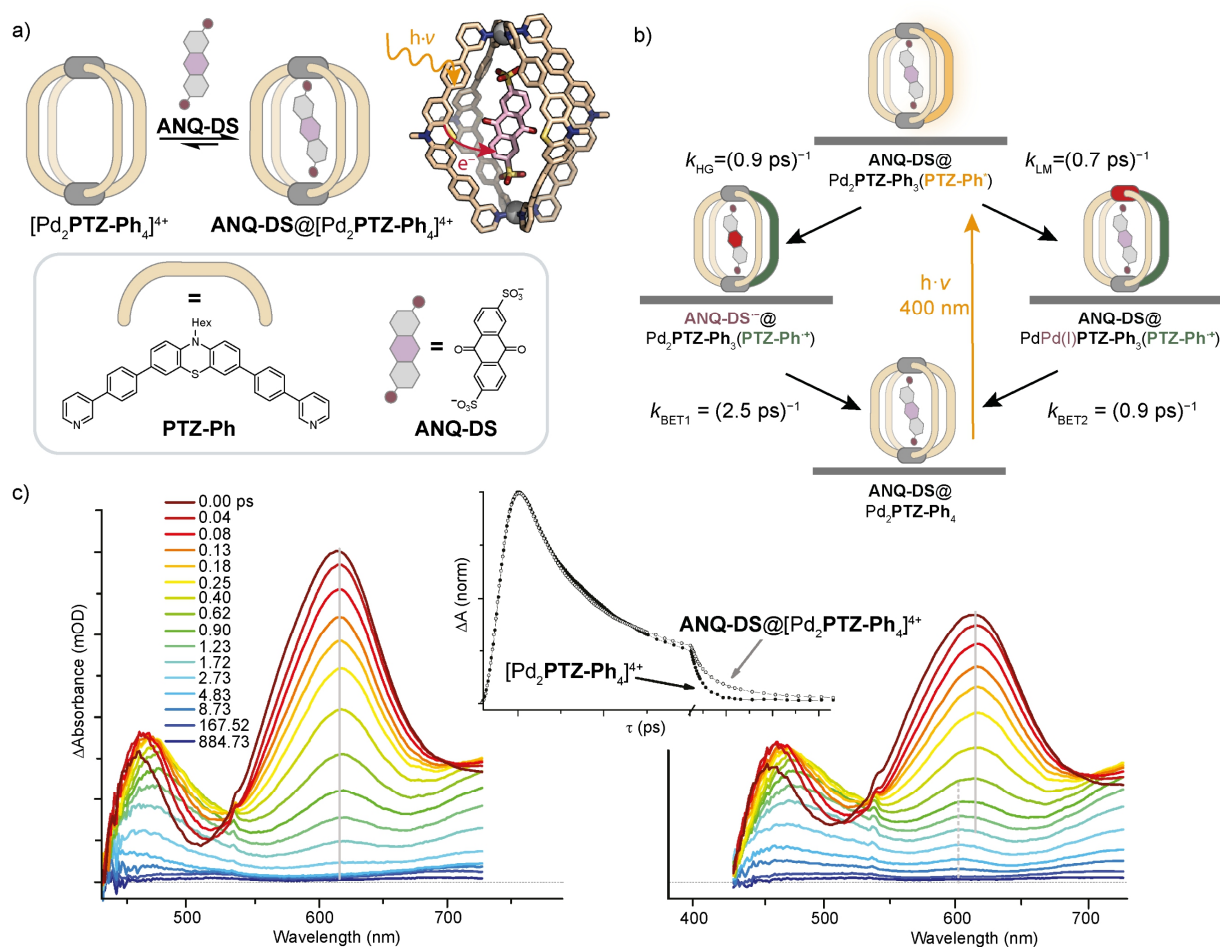 a)
h·ν
ANQ-DS
e⁻
[Pd₂PTZ-Ph₄]⁴⁺
ANQ-DS@[Pd₂PTZ-Ph₄]⁴⁺
=
Hex
N
S
N
N
PTZ-Ph
=
SO₃⁻
O
O
⁻O₃S
ANQ-DS
b)
ANQ-DS@
Pd₂PTZ-Ph₃(PTZ-Ph*)
k_HG=(0.9 ps)⁻¹
k_LM=(0.7 ps)⁻¹
h·ν
400 nm
ANQ-DS˙⁻@
Pd₂PTZ-Ph₃(PTZ-Ph˙⁺)
ANQ-DS@
PdPd(I)PTZ-Ph₃(PTZ-Ph˙⁺)
k_BET1 = (2.5 ps)⁻¹
k_BET2 = (0.9 ps)⁻¹
ANQ-DS@
Pd₂PTZ-Ph₄
c)
ΔAbsorbance (mOD)
0.00 ps
0.04
0.08
0.13
0.18
0.25
0.40
0.62
0.90
1.23
1.72
2.73
4.83
8.73
167.52
884.73
500
600
700
Wavelength (nm)
ΔA (norm)
ANQ-DS@[Pd₂PTZ-Ph₄]⁴⁺
[Pd₂PTZ-Ph₄]⁴⁺
τ (ps)
400
500
600
700
Wavelength (nm)